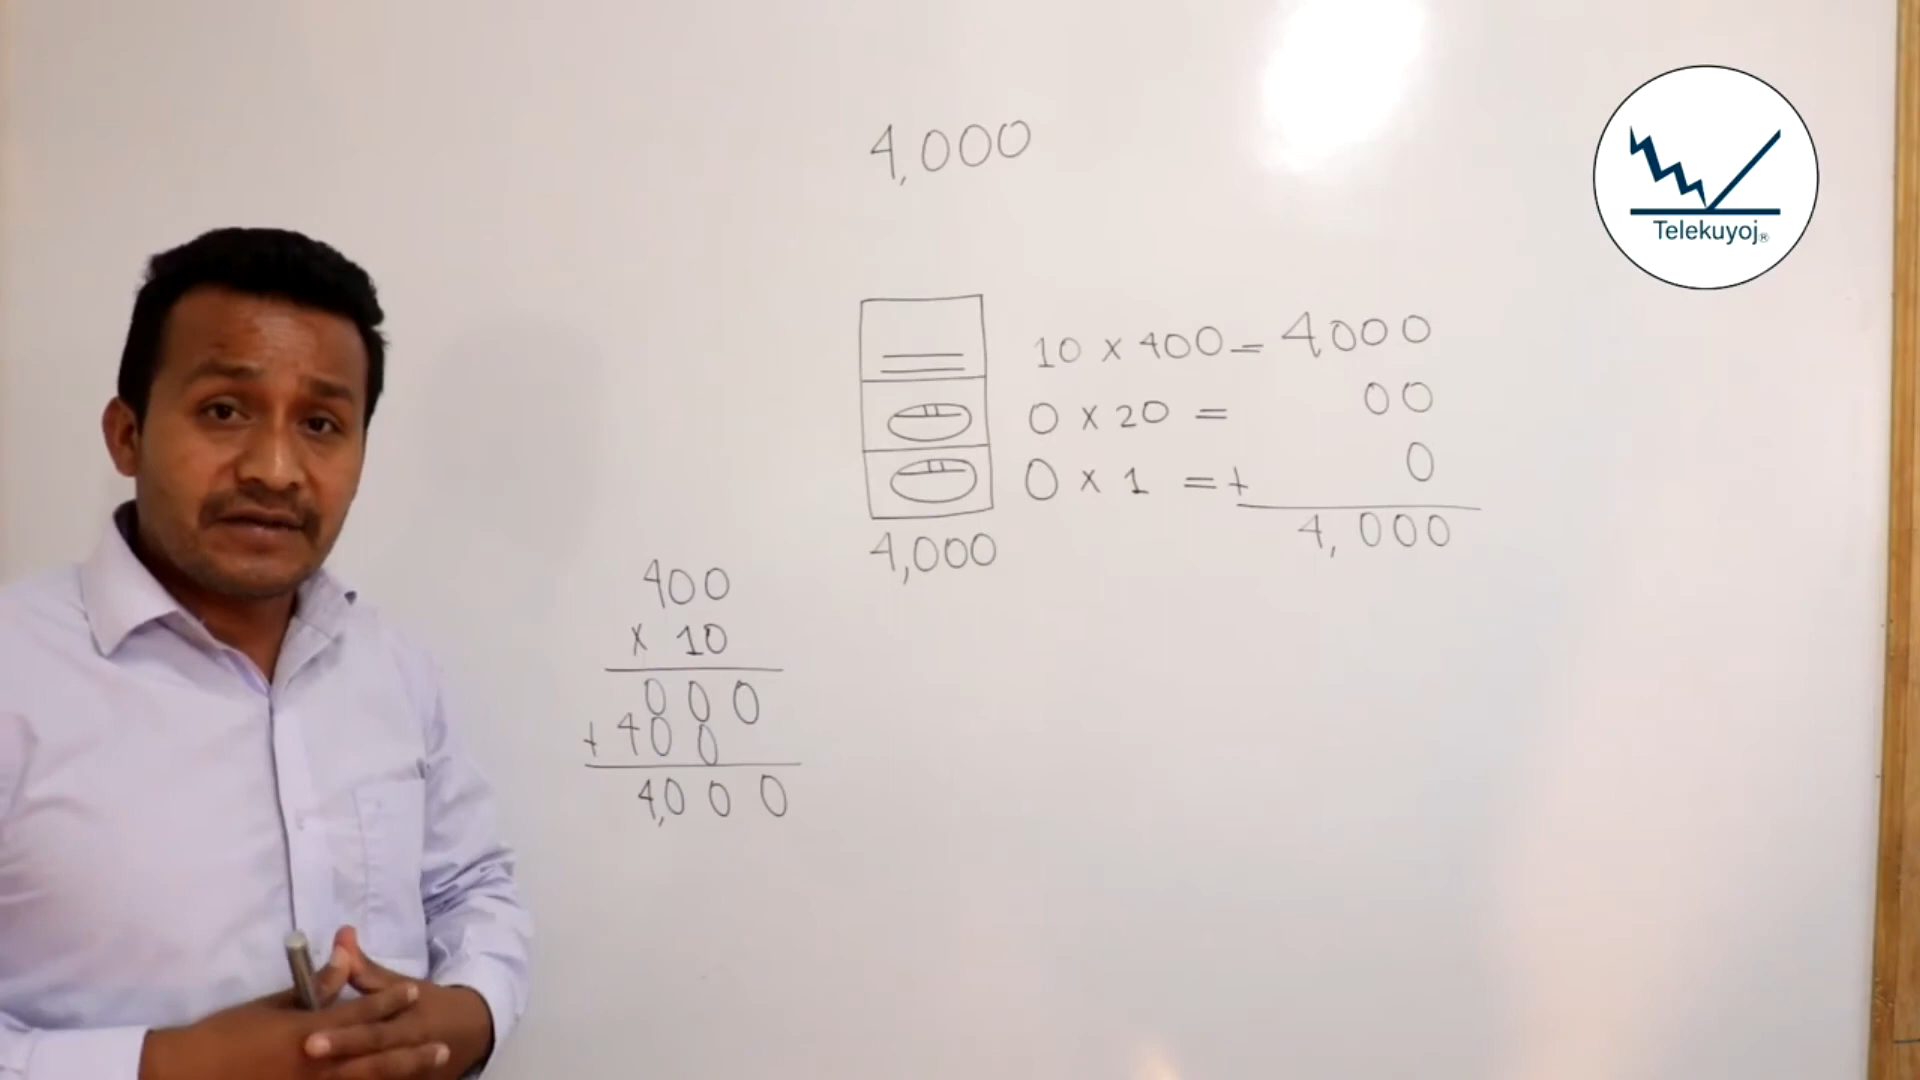 4,000
Telekuyoj®
10 x 400 = 4000
0 x 20 = 00
0 x 1 = + 0
4,000
4,000
400
x 10
000
+ 400
4,000